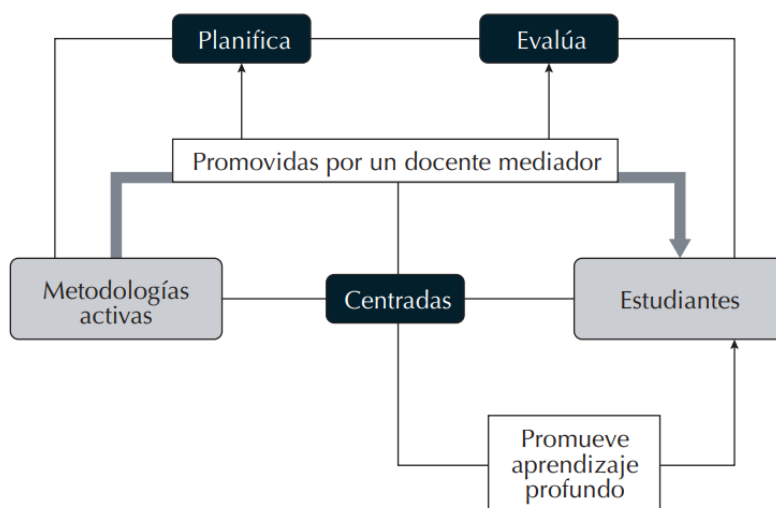 Planifica
Evalúa
Promovidas por un docente mediador
Metodologías
activas
Centradas
Estudiantes
Promueve
aprendizaje
profundo